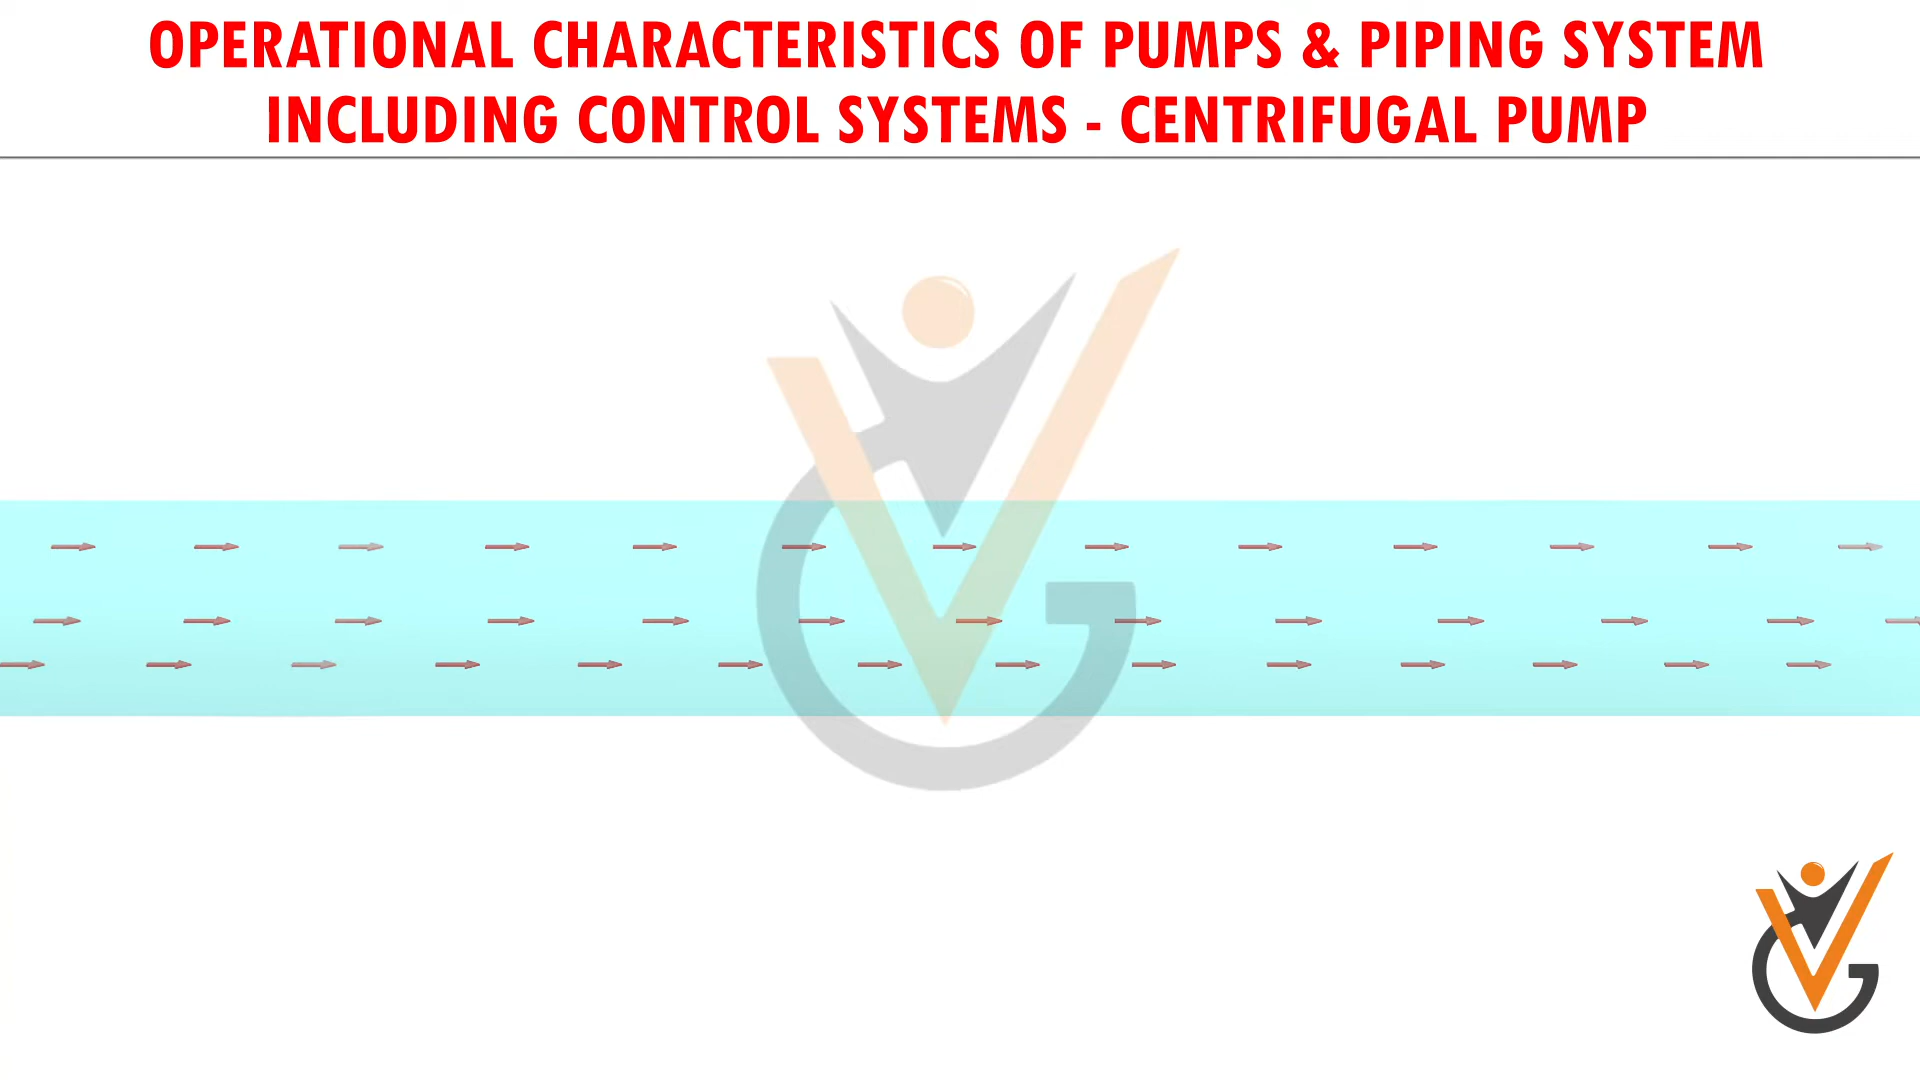 OPERATIONAL CHARACTERISTICS OF PUMPS & PIPING SYSTEM
INCLUDING CONTROL SYSTEMS - CENTRIFUGAL PUMP